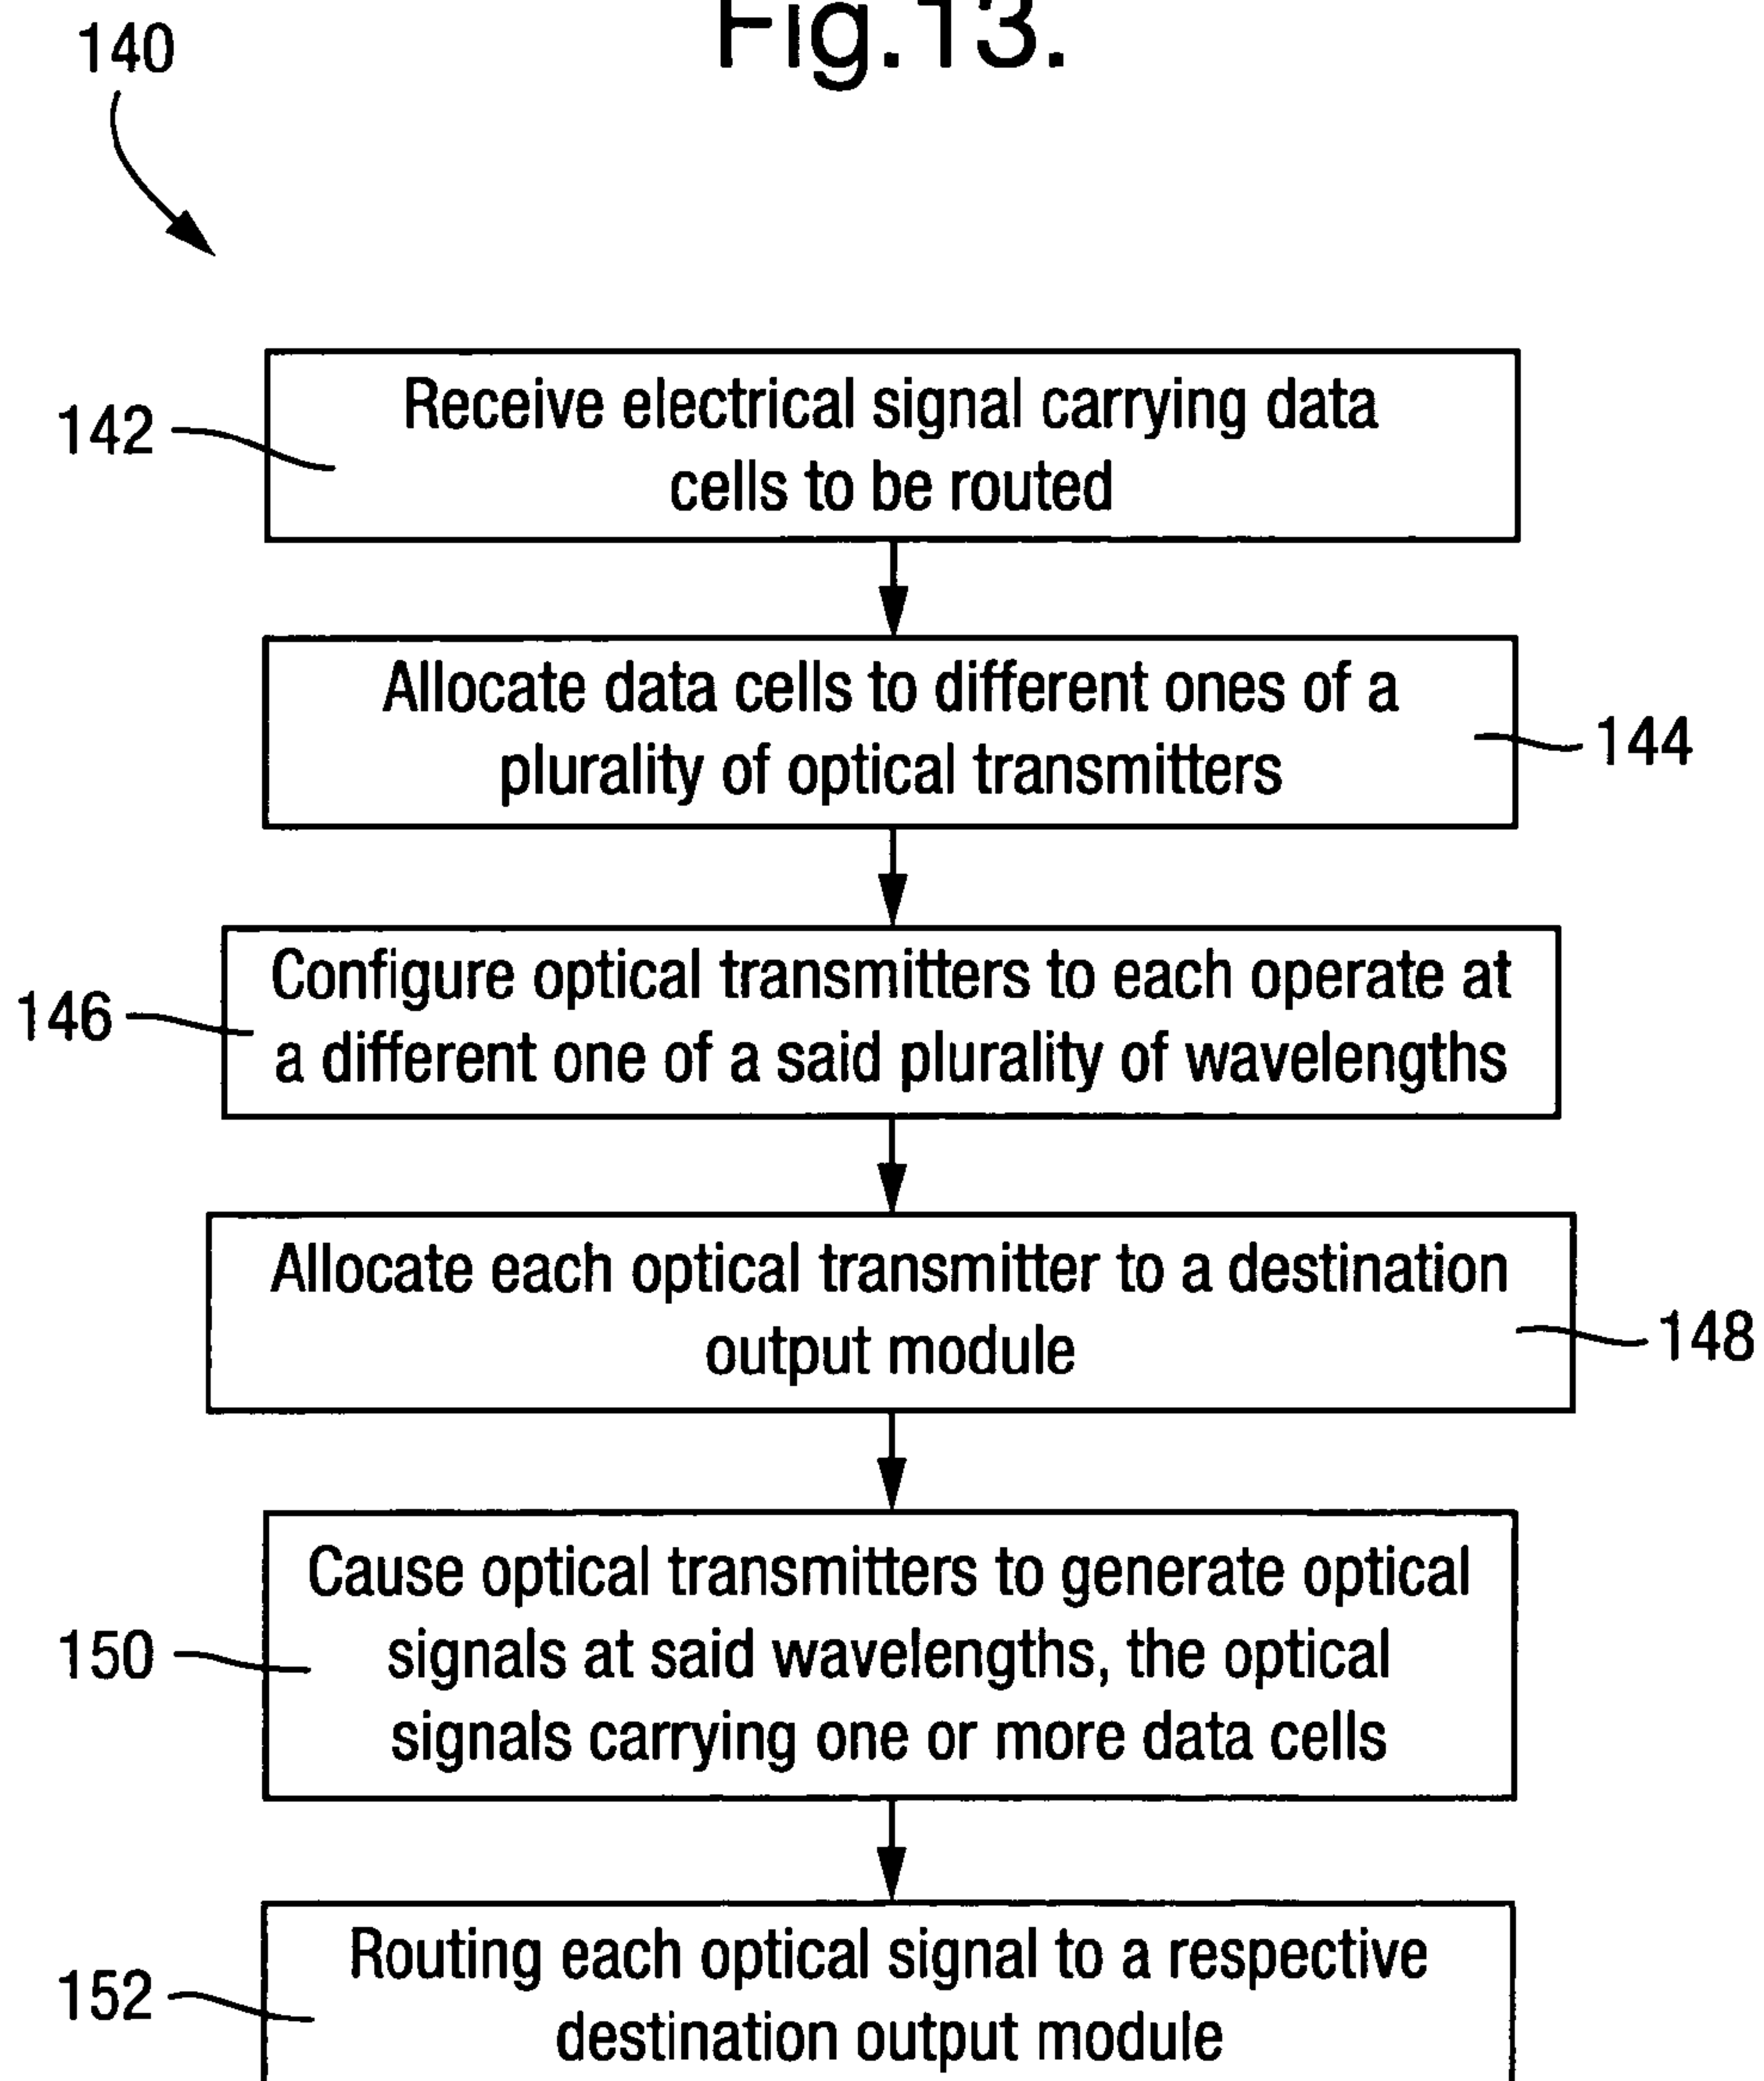 Fig.13.
140
142
Receive electrical signal carrying data
cells to be routed
Allocate data cells to different ones of a
plurality of optical transmitters
144
146
Configure optical transmitters to each operate at
a different one of a said plurality of wavelengths
Allocate each optical transmitter to a destination
output module
148
150
Cause optical transmitters to generate optical
signals at said wavelengths, the optical
signals carrying one or more data cells
152
Routing each optical signal to a respective
destination output module